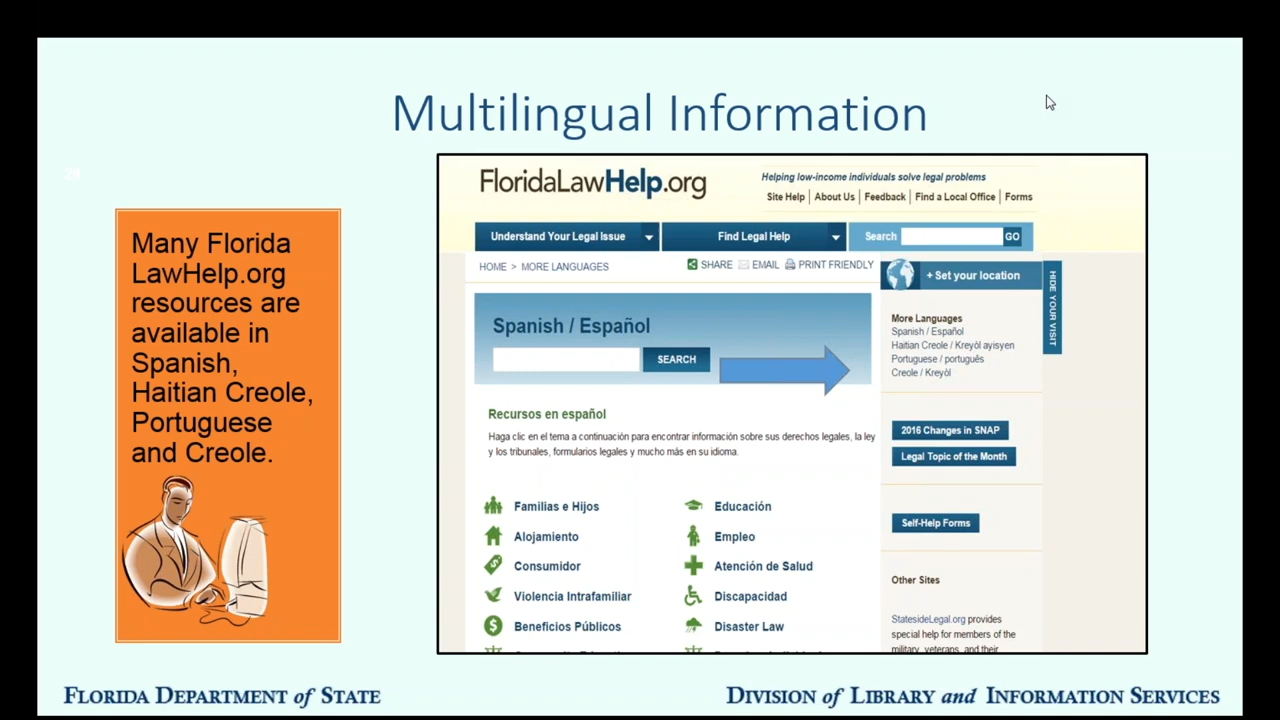 Multilingual Information
28
Many Florida
LawHelp.org
resources are
available in
Spanish,
Haitian Creole,
Portuguese
and Creole.
FloridaLawHelp.org
Helping low-income individuals solve legal problems
Site Help | About Us | Feedback | Find a Local Office | Forms
Understand Your Legal Issue
Find Legal Help
Search
GO
HOME > MORE LANGUAGES
SHARE EMAIL PRINT FRIENDLY
+ Set your location
HIDE YOUR VISIT
Spanish / Español
SEARCH
More Languages
Spanish / Español
Haitian Creole / Kreyòl ayisyen
Portuguese / português
Creole / Kreyòl
Recursos en español
Haga clic en el tema a continuación para encontrar información sobre sus derechos legales, la ley
y los tribunales, formularios legales y mucho más en su idioma.
2016 Changes in SNAP
Legal Topic of the Month
Self-Help Forms
Familias e Hijos
Educación
Alojamiento
Empleo
Consumidor
Atención de Salud
Violencia Intrafamiliar
Discapacidad
Beneficios Públicos
Disaster Law
Other Sites
StatesideLegal.org provides
special help for members of the
military, veterans, and their
FLORIDA DEPARTMENT of STATE
DIVISION of LIBRARY and INFORMATION SERVICES